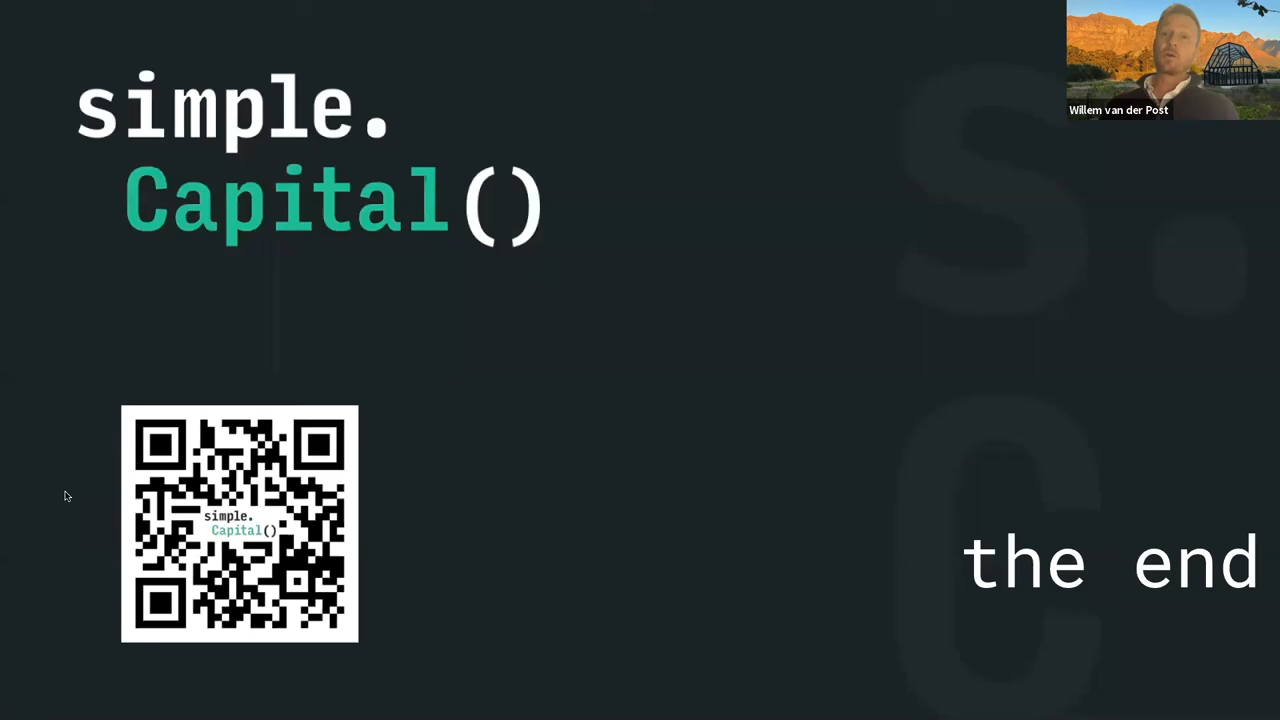 simple.
Capital()
Willem van der Post
simple.
Capital()
the end
s.
C